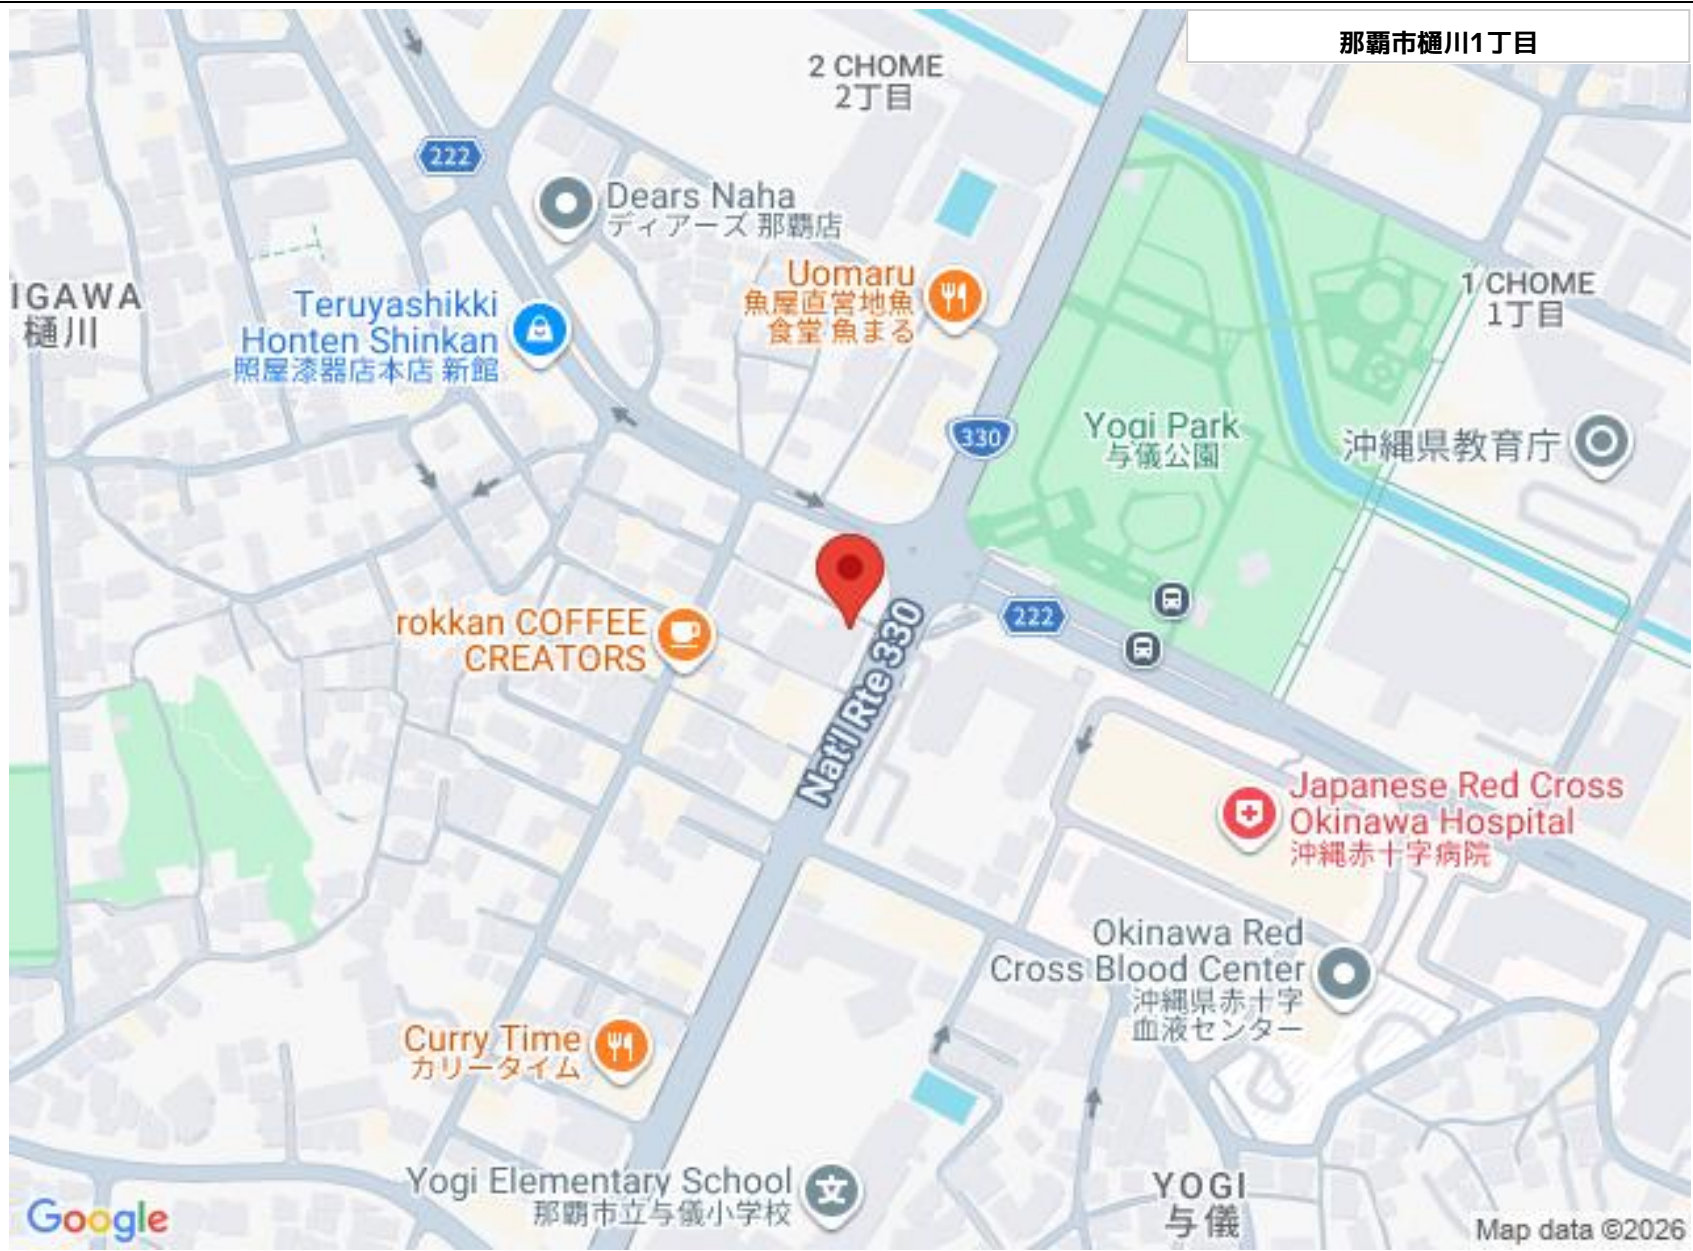 那覇市樋川1丁目
2 CHOME
2丁目
222
Dears Naha
ディアーズ 那覇店
Uomaru
魚屋直営地魚
食堂 魚まる
IGAWA
樋川
Teruyashikki
Honten Shinkan
照屋漆器店本店 新館
1 CHOME
1丁目
330
Yogi Park
与儀公園
沖縄県教育庁
rokkan COFFEE
CREATORS
Nat'l Rte 330
222
Japanese Red Cross
Okinawa Hospital
沖縄赤十字病院
Okinawa Red
Cross Blood Center
沖縄県赤十字
血液センター
Curry Time
カリータイム
Yogi Elementary School
那覇市立与儀小学校
文
YOGI
与儀
Google
Map data ©2026